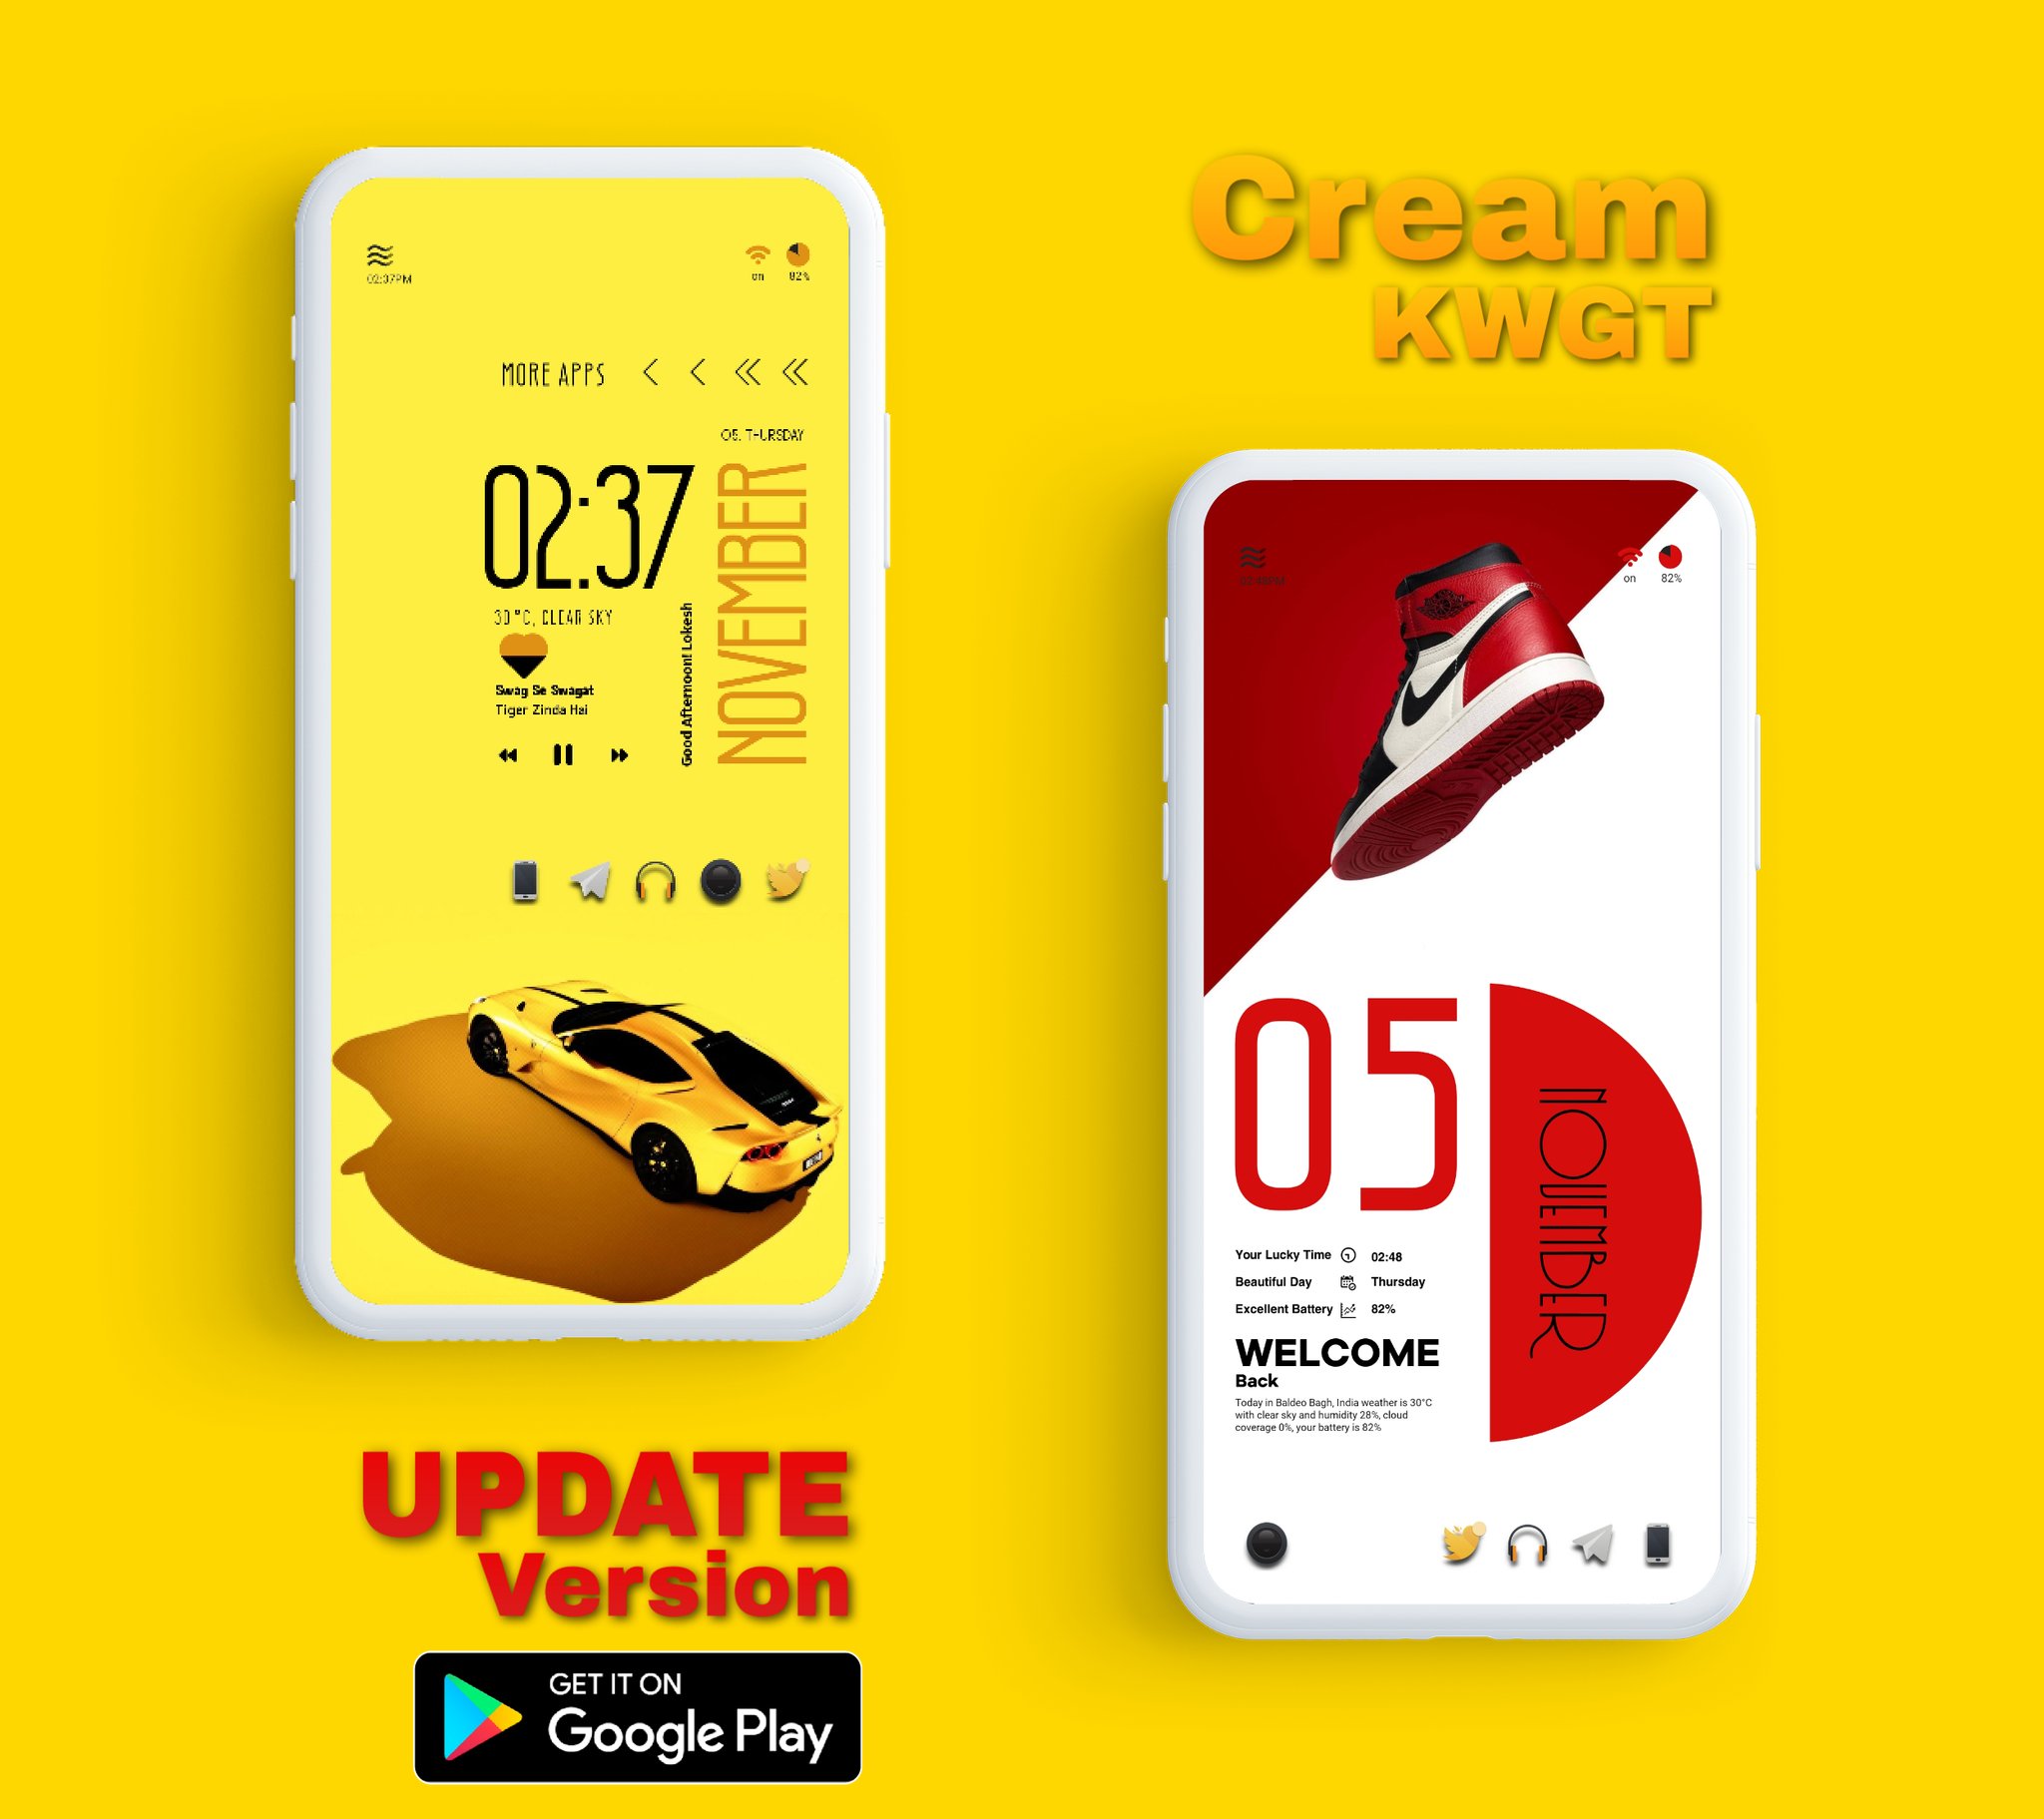 Cream
KWGT
02:37PM
on
82%
MORE APPS
05, THURSDAY
02:37
NOVEMBER
30°C, CLEAR SKY
Good Afternoon! Lokesh
Swag Se Swagat
Tiger Zinda Hai
UPDATE
Version
GET IT ON
Google Play
02:48PM
on
82%
05
NOVEMBER
Your Lucky Time 02:48
Beautiful Day Thursday
Excellent Battery 82%
WELCOME
Back
Today in Baldeo Bagh, India weather is 30°C
with clear sky and humidity 28%, cloud
coverage 0%, your battery is 82%